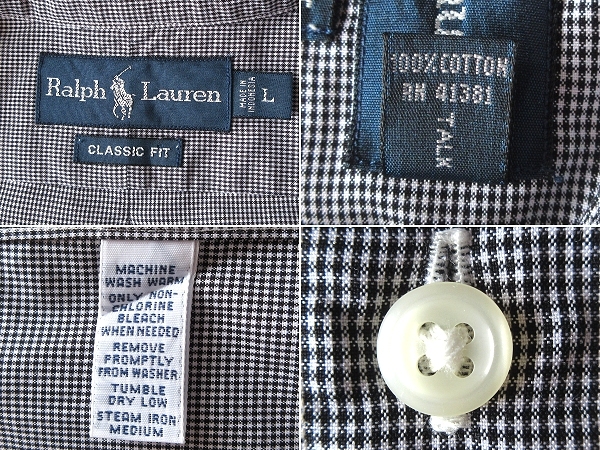 Ralph Lauren
MADE IN
INDONESIA
L
CLASSIC FIT
100%COTTON
RN 41381
TALK
MACHINE
WASH WARM
ONLY NON-
CHLORINE
BLEACH
WHEN NEEDED
REMOVE
PROMPTLY
FROM WASHER
TUMBLE
DRY LOW
STEAM IRON
MEDIUM